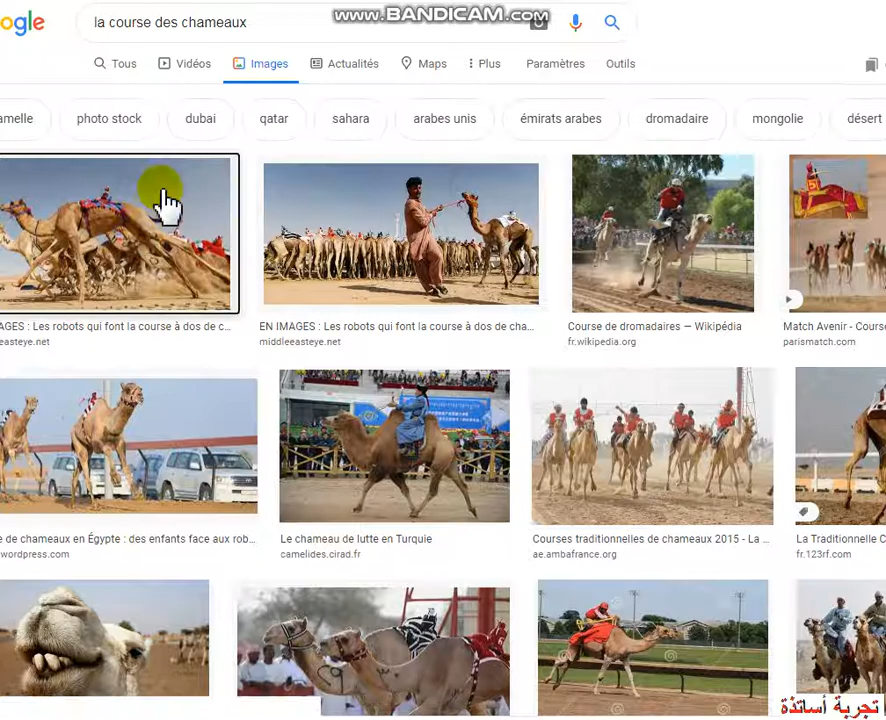 ogle la course des chameaux www.BANDICAM.com
Tous Vidéos Images Actualités Maps Plus Paramètres Outils
amelle photo stock dubaï qatar sahara arabes unis émirats arabes dromadaire mongolie désert
AGES : Les robots qui font la course à dos de c... EN IMAGES : Les robots qui font la course à dos de cha... Course de dromadaires — Wikipédia Match Avenir - Course
easteye.net middleeasteye.net fr.wikipedia.org parismatch.com
e de chameaux en Égypte : des enfants face aux rob... Le chameau de lutte en Turquie Courses traditionnelles de chameaux 2015 - La ... La Traditionnelle C
wordpress.com camelides.cirad.fr ae.ambafrance.org fr.123rf.com
تجربة أساتذة